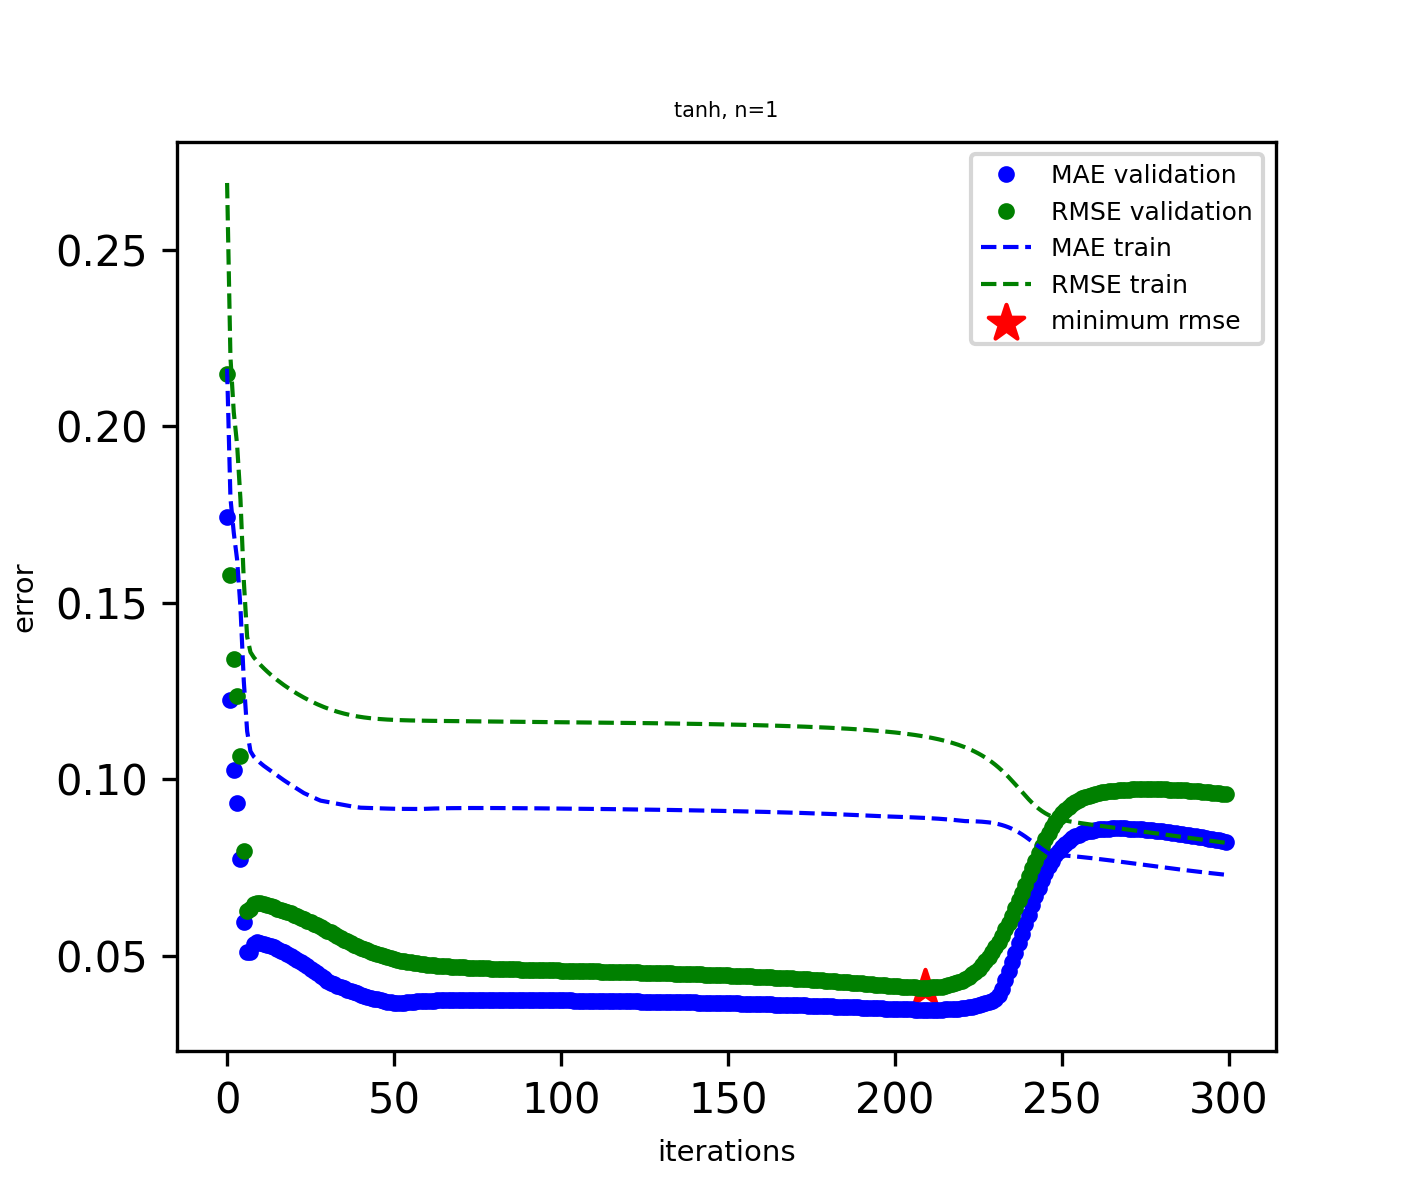 tanh, n=1
MAE validation
RMSE validation
MAE train
RMSE train
minimum rmse
error
0.25
0.20
0.15
0.10
0.05
0 50 100 150 200 250 300
iterations